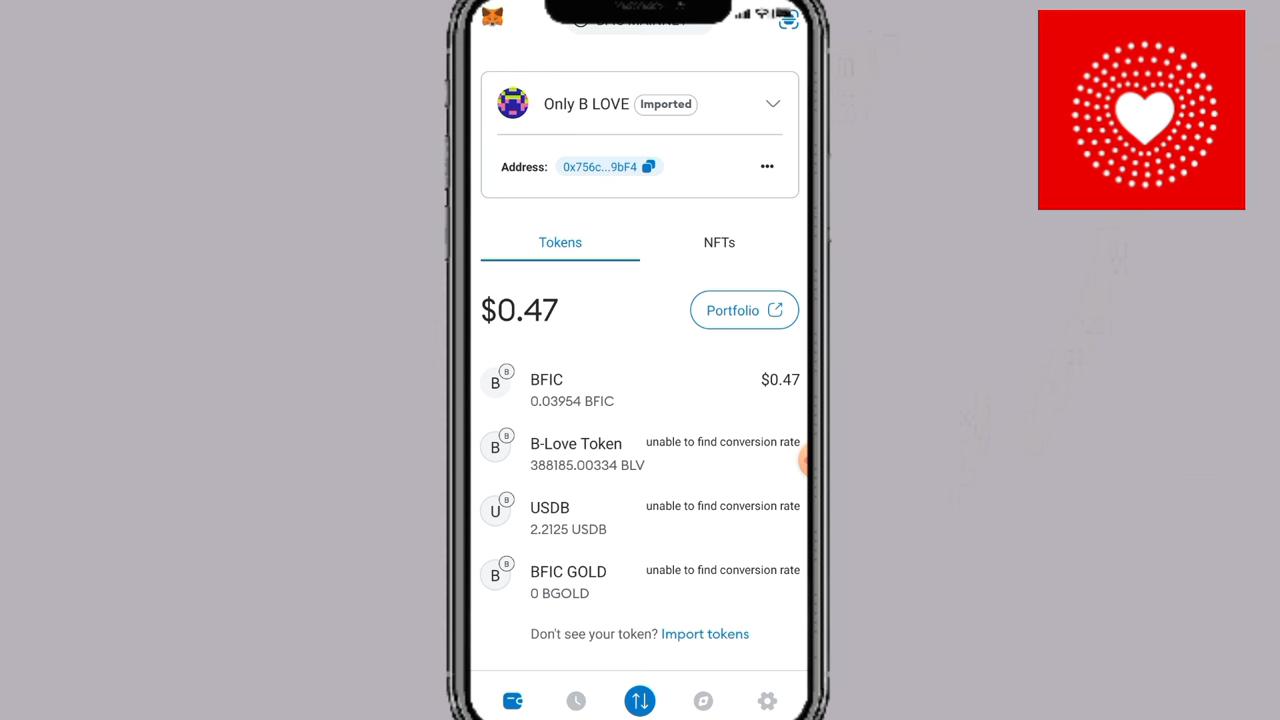 Only B LOVE Imported
Address: 0x756c...9bF4
Tokens NFTs
$0.47 Portfolio
B B BFIC $0.47
0.03954 BFIC
B B B-Love Token unable to find conversion rate
388185.00334 BLV
U B USDB unable to find conversion rate
2.2125 USDB
B B BFIC GOLD unable to find conversion rate
0 BGOLD
Don't see your token? Import tokens